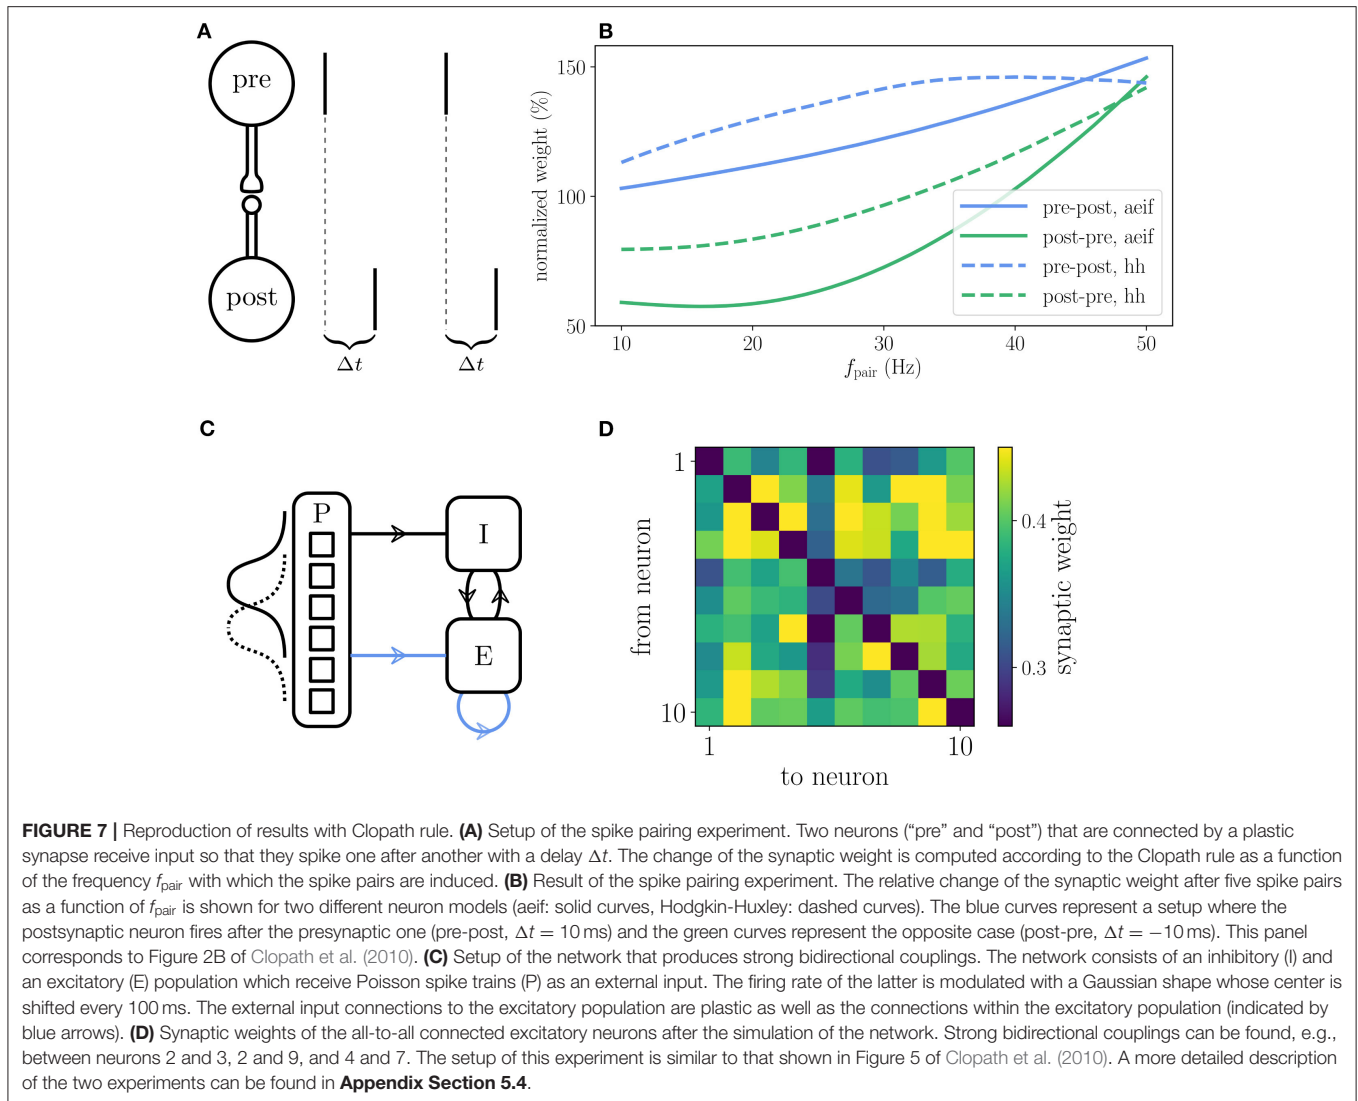 A
pre
post
Δt
Δt
B
normalized weight (%)
150
100
50
10
20
30
40
50
f_pair (Hz)
pre-post, aeif
post-pre, aeif
pre-post, hh
post-pre, hh
C
P
I
E
D
from neuron
1
10
1
10
to neuron
0.4
0.3
synaptic weight
FIGURE 7 | Reproduction of results with Clopath rule. (A) Setup of the spike pairing experiment. Two neurons (“pre” and “post”) that are connected by a plastic
synapse receive input so that they spike one after another with a delay Δt. The change of the synaptic weight is computed according to the Clopath rule as a function
of the frequency f_pair with which the spike pairs are induced. (B) Result of the spike pairing experiment. The relative change of the synaptic weight after five spike pairs
as a function of f_pair is shown for two different neuron models (aeif: solid curves, Hodgkin-Huxley: dashed curves). The blue curves represent a setup where the
postsynaptic neuron fires after the presynaptic one (pre-post, Δt = 10 ms) and the green curves represent the opposite case (post-pre, Δt = −10 ms). This panel
corresponds to Figure 2B of Clopath et al. (2010). (C) Setup of the network that produces strong bidirectional couplings. The network consists of an inhibitory (I) and
an excitatory (E) population which receive Poisson spike trains (P) as an external input. The firing rate of the latter is modulated with a Gaussian shape whose center is
shifted every 100 ms. The external input connections to the excitatory population are plastic as well as the connections within the excitatory population (indicated by
blue arrows). (D) Synaptic weights of the all-to-all connected excitatory neurons after the simulation of the network. Strong bidirectional couplings can be found, e.g.,
between neurons 2 and 3, 2 and 9, and 4 and 7. The setup of this experiment is similar to that shown in Figure 5 of Clopath et al. (2010). A more detailed description
of the two experiments can be found in Appendix Section 5.4.